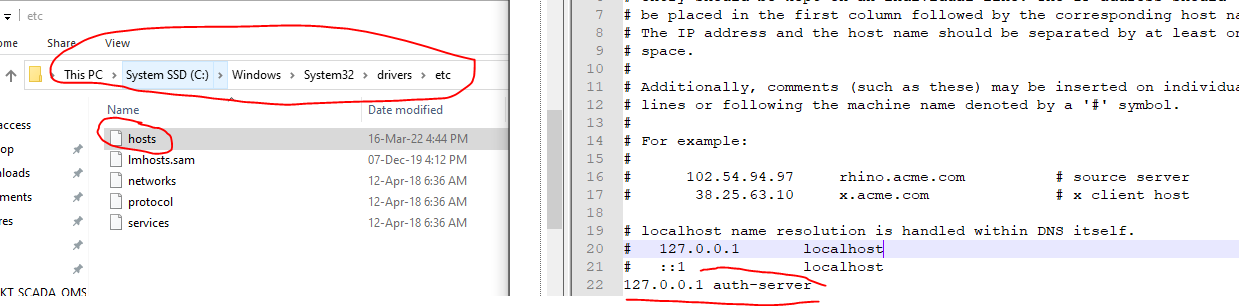 etc
ome Share View
This PC > System SSD (C:) > Windows > System32 > drivers > etc
Name Date modified
access
op
loads
ments
res
KT SCADA OMS
hosts 16-Mar-22 4:44 PM
lmhosts.sam 07-Dec-19 4:12 PM
networks 12-Apr-18 6:36 AM
protocol 12-Apr-18 6:36 AM
services 12-Apr-18 6:36 AM
7 # be placed in the first column followed by the corresponding host na
8 # The IP address and the host name should be separated by at least on
9 # space.
10 #
11 # Additionally, comments (such as these) may be inserted on individua
12 # lines or following the machine name denoted by a '#' symbol.
13 #
14 # For example:
15 #
16 # 102.54.94.97 rhino.acme.com # source server
17 # 38.25.63.10 x.acme.com # x client host
18
19 # localhost name resolution is handled within DNS itself.
20 # 127.0.0.1 localhost
21 # ::1 localhost
22 127.0.0.1 auth-server